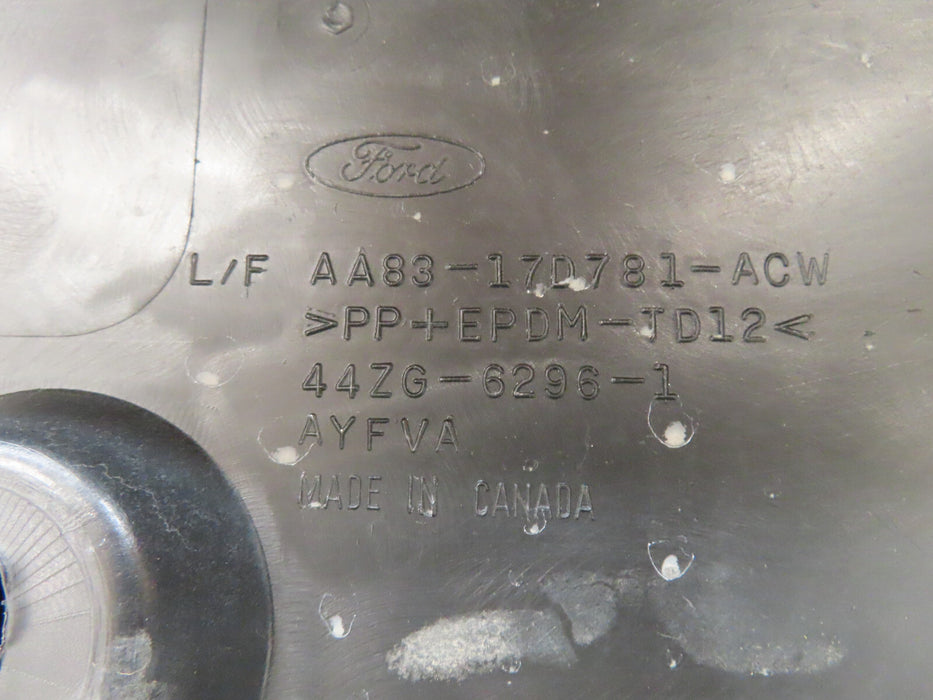 Ford
L/F AA83-17D781-ACW
>PP+EPDM-TD12<
44ZG-6296-1
AYFVA
MADE IN CANADA